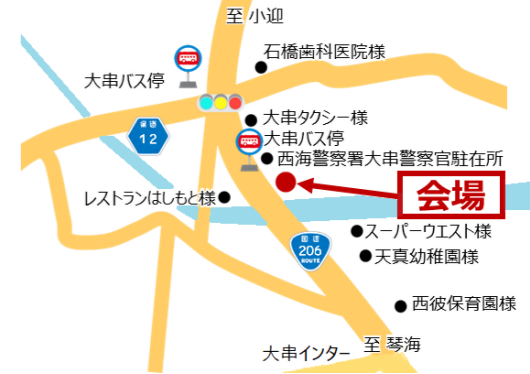 至 小迎
石橋歯科医院様
大串バス停
大串タクシー様
大串バス停
西海警察署大串警察官駐在所
国道
12
会場
レストランはしもと様
スーパーウエスト様
国道
206
ROUTE
天真幼稚園様
西彼保育園様
大串インター
至 琴海